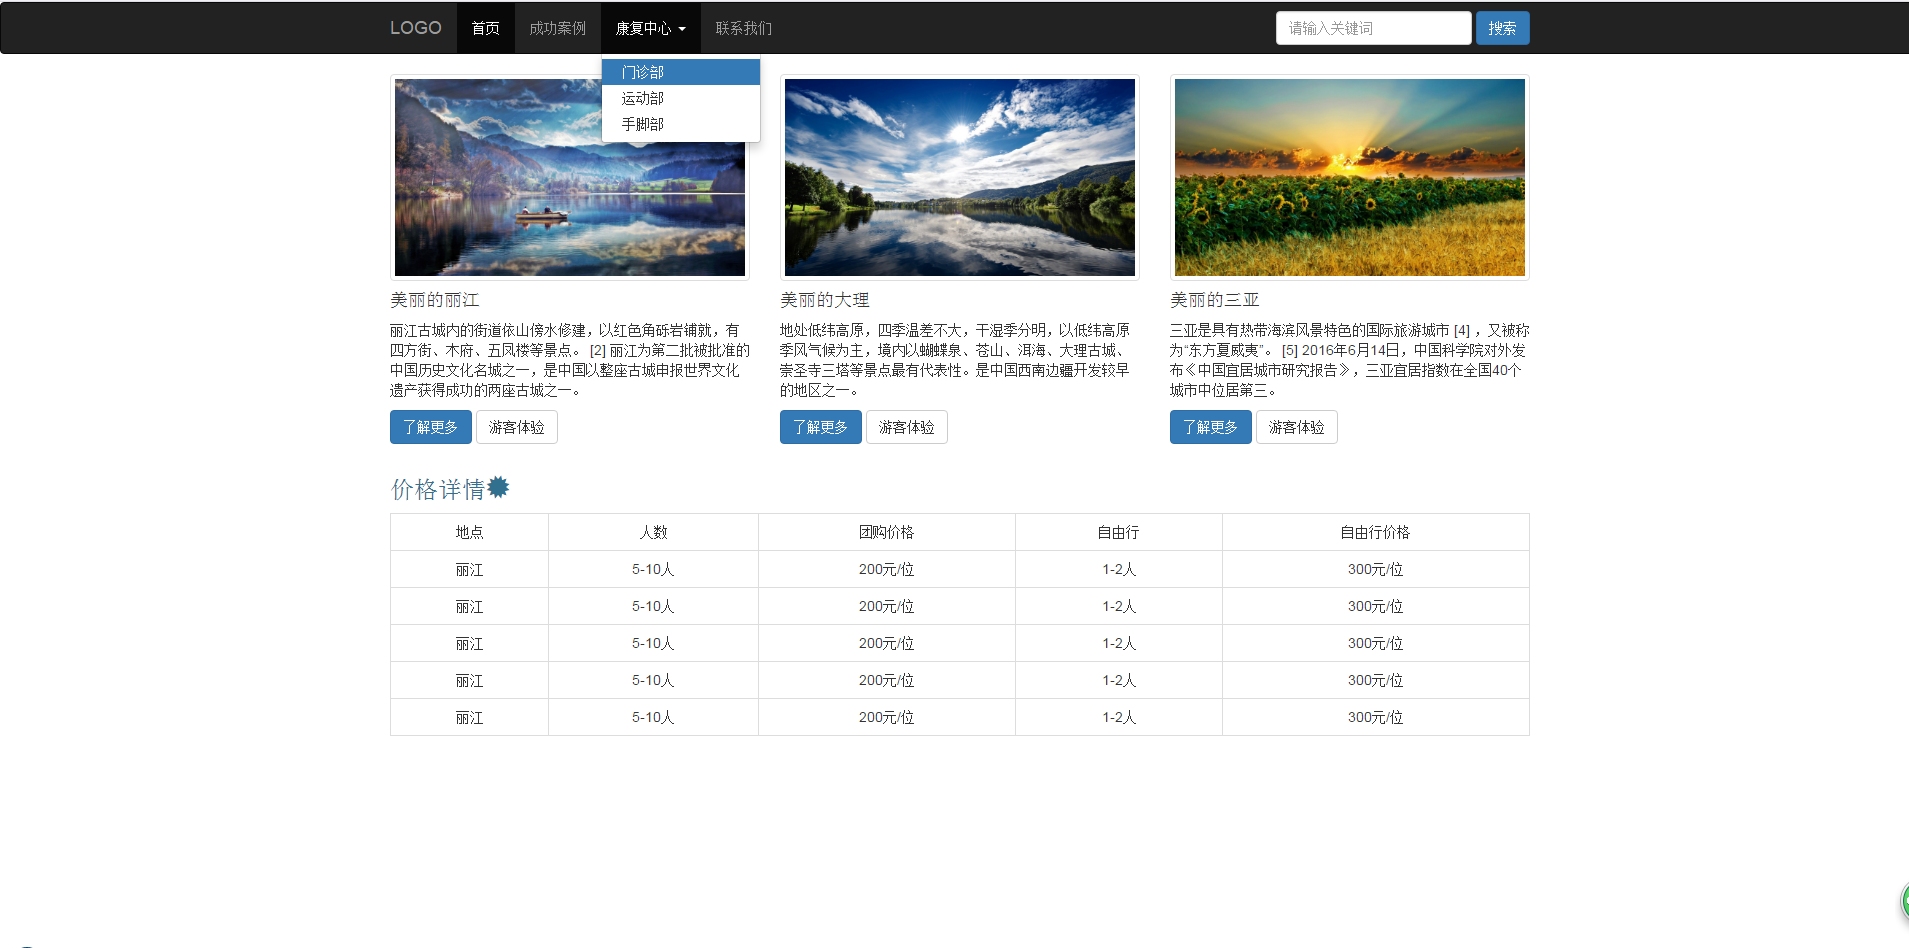 LOGO 首页 成功案例 康复中心 联系我们 请输入关键词 搜索
门诊部
运动部
手脚部
美丽的丽江
丽江古城内的街道依山傍水修建，以红色角砾岩铺就，有
四方街、木府、五凤楼等景点。 [2] 丽江为第二批被批准的
中国历史文化名城之一，是中国以整座古城申报世界文化
遗产获得成功的两座古城之一。
了解更多 游客体验
美丽的大理
地处低纬高原，四季温差不大，干湿季分明，以低纬高原
季风气候为主，境内以蝴蝶泉、苍山、洱海、大理古城、
崇圣寺三塔等景点最有代表性。是中国西南边疆开发较早
的地区之一。
了解更多 游客体验
美丽的三亚
三亚是具有热带海滨风景特色的国际旅游城市 [4] ，又被称
为“东方夏威夷”。 [5] 2016年6月14日，中国科学院对外发
布《中国宜居城市研究报告》，三亚宜居指数在全国40个
城市中位居第三。
了解更多 游客体验
价格详情
地点 人数 团购价格 自由行 自由行价格
丽江 5-10人 200元/位 1-2人 300元/位
丽江 5-10人 200元/位 1-2人 300元/位
丽江 5-10人 200元/位 1-2人 300元/位
丽江 5-10人 200元/位 1-2人 300元/位
丽江 5-10人 200元/位 1-2人 300元/位